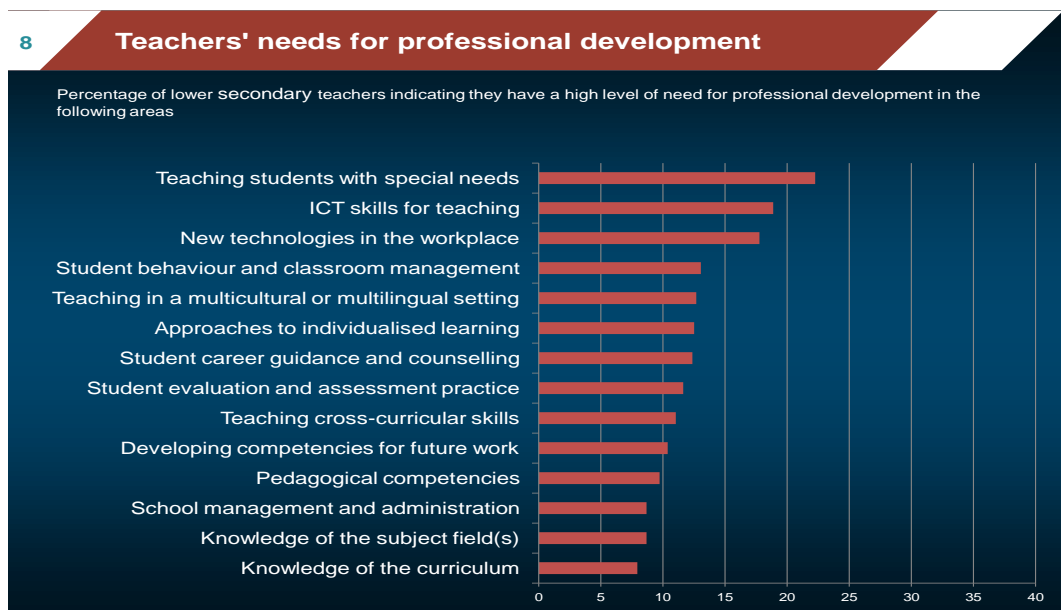 8
Teachers' needs for professional development
Percentage of lower secondary teachers indicating they have a high level of need for professional development in the
following areas
Teaching students with special needs
ICT skills for teaching
New technologies in the workplace
Student behaviour and classroom management
Teaching in a multicultural or multilingual setting
Approaches to individualised learning
Student career guidance and counselling
Student evaluation and assessment practice
Teaching cross-curricular skills
Developing competencies for future work
Pedagogical competencies
School management and administration
Knowledge of the subject field(s)
Knowledge of the curriculum
0 5 10 15 20 25 30 35 40